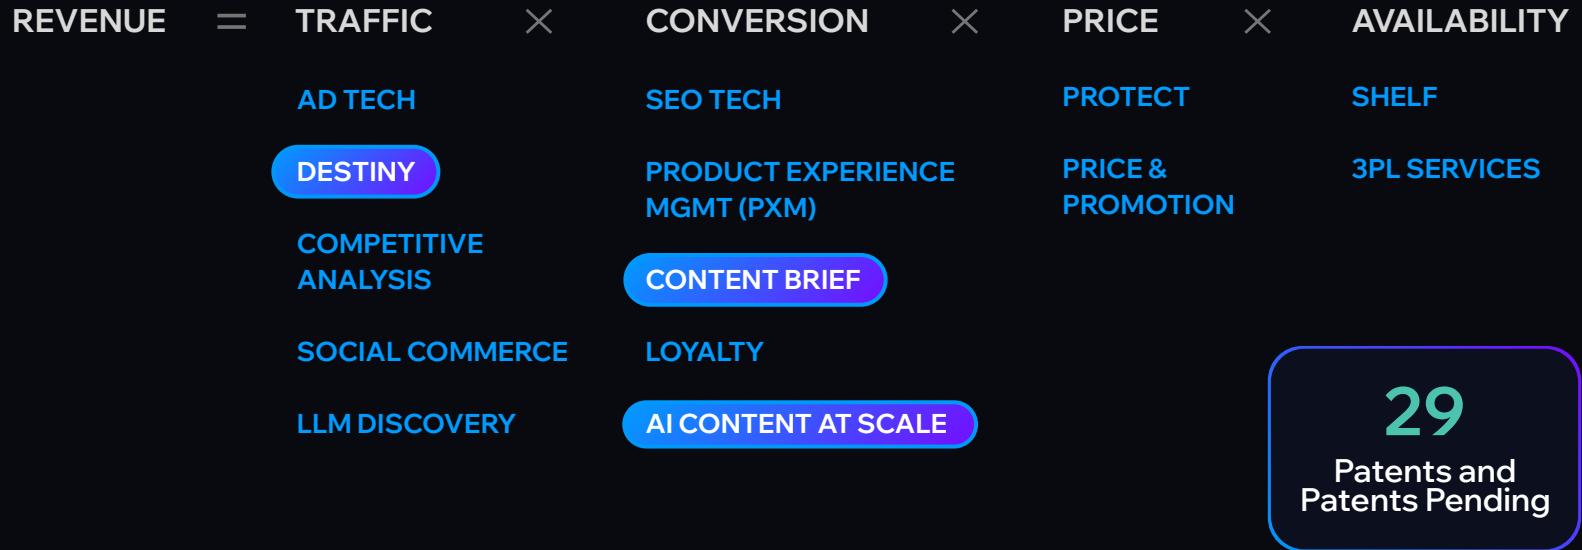 REVENUE = TRAFFIC × CONVERSION × PRICE × AVAILABILITY
AD TECH
DESTINY
COMPETITIVE
ANALYSIS
SOCIAL COMMERCE
LLM DISCOVERY
SEO TECH
PRODUCT EXPERIENCE
MGMT (PXM)
CONTENT BRIEF
LOYALTY
AI CONTENT AT SCALE
PROTECT
PRICE &
PROMOTION
SHELF
3PL SERVICES
29
Patents and
Patents Pending